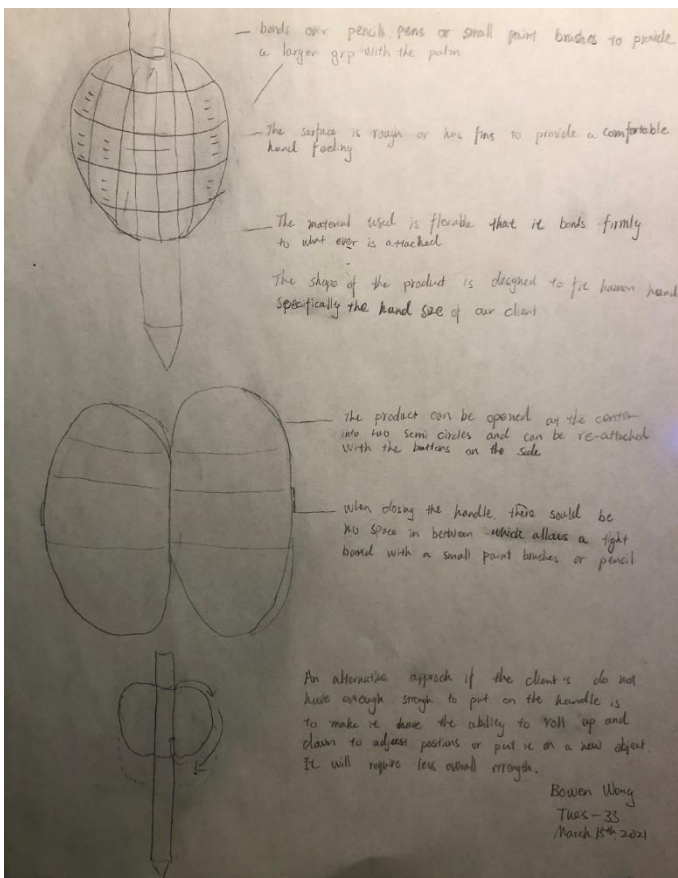 bonds over pencils, pens or small paint brushes to provide
a larger grip with the palm
The surface is rough or has fins to provide a comfortable
hand feeling
The material used is flexable that it bonds firmly
to what ever is attached
The shape of the product is designed to fit human hand
specifically the hand size of our client
The product can be opened at the center
into two semi circles and can be re-attached
with the buttons on the side
When closing the handle, there sould be
no space in between which allows a tight
bond with a small paint brushes or pencil
An alternative approch if the client is do not
have enough strength to put on the handle is
to make it have the ability to roll up and
down to adjust postions or put it on a new object.
It will require less overall strength.
Bowen Wang
Tues - 33
March 15th, 2021